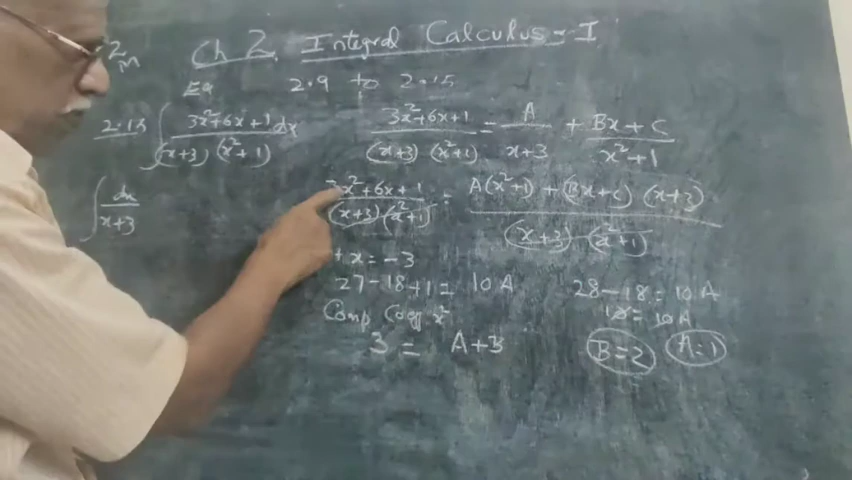 2m
Ch 2. Integral Calculus - I
Ex 2.9 to 2.15
2.13 ∫ 3x²+6x+1 / (x+3) (x²+1) dx
3x²+6x+1 / (x+3) (x²+1) = A / x+3 + Bx+C / x²+1
∫ dx / x+3
3x²+6x+1 / (x+3) (x²+1) = A(x²+1) + (Bx+C) (x+3) / (x+3) (x²+1)
+ x = -3
27-18+1 = 10A
28-18 = 10A
10 = 10A
Comp Coeff x²
3 = A+3
B=2 A=1